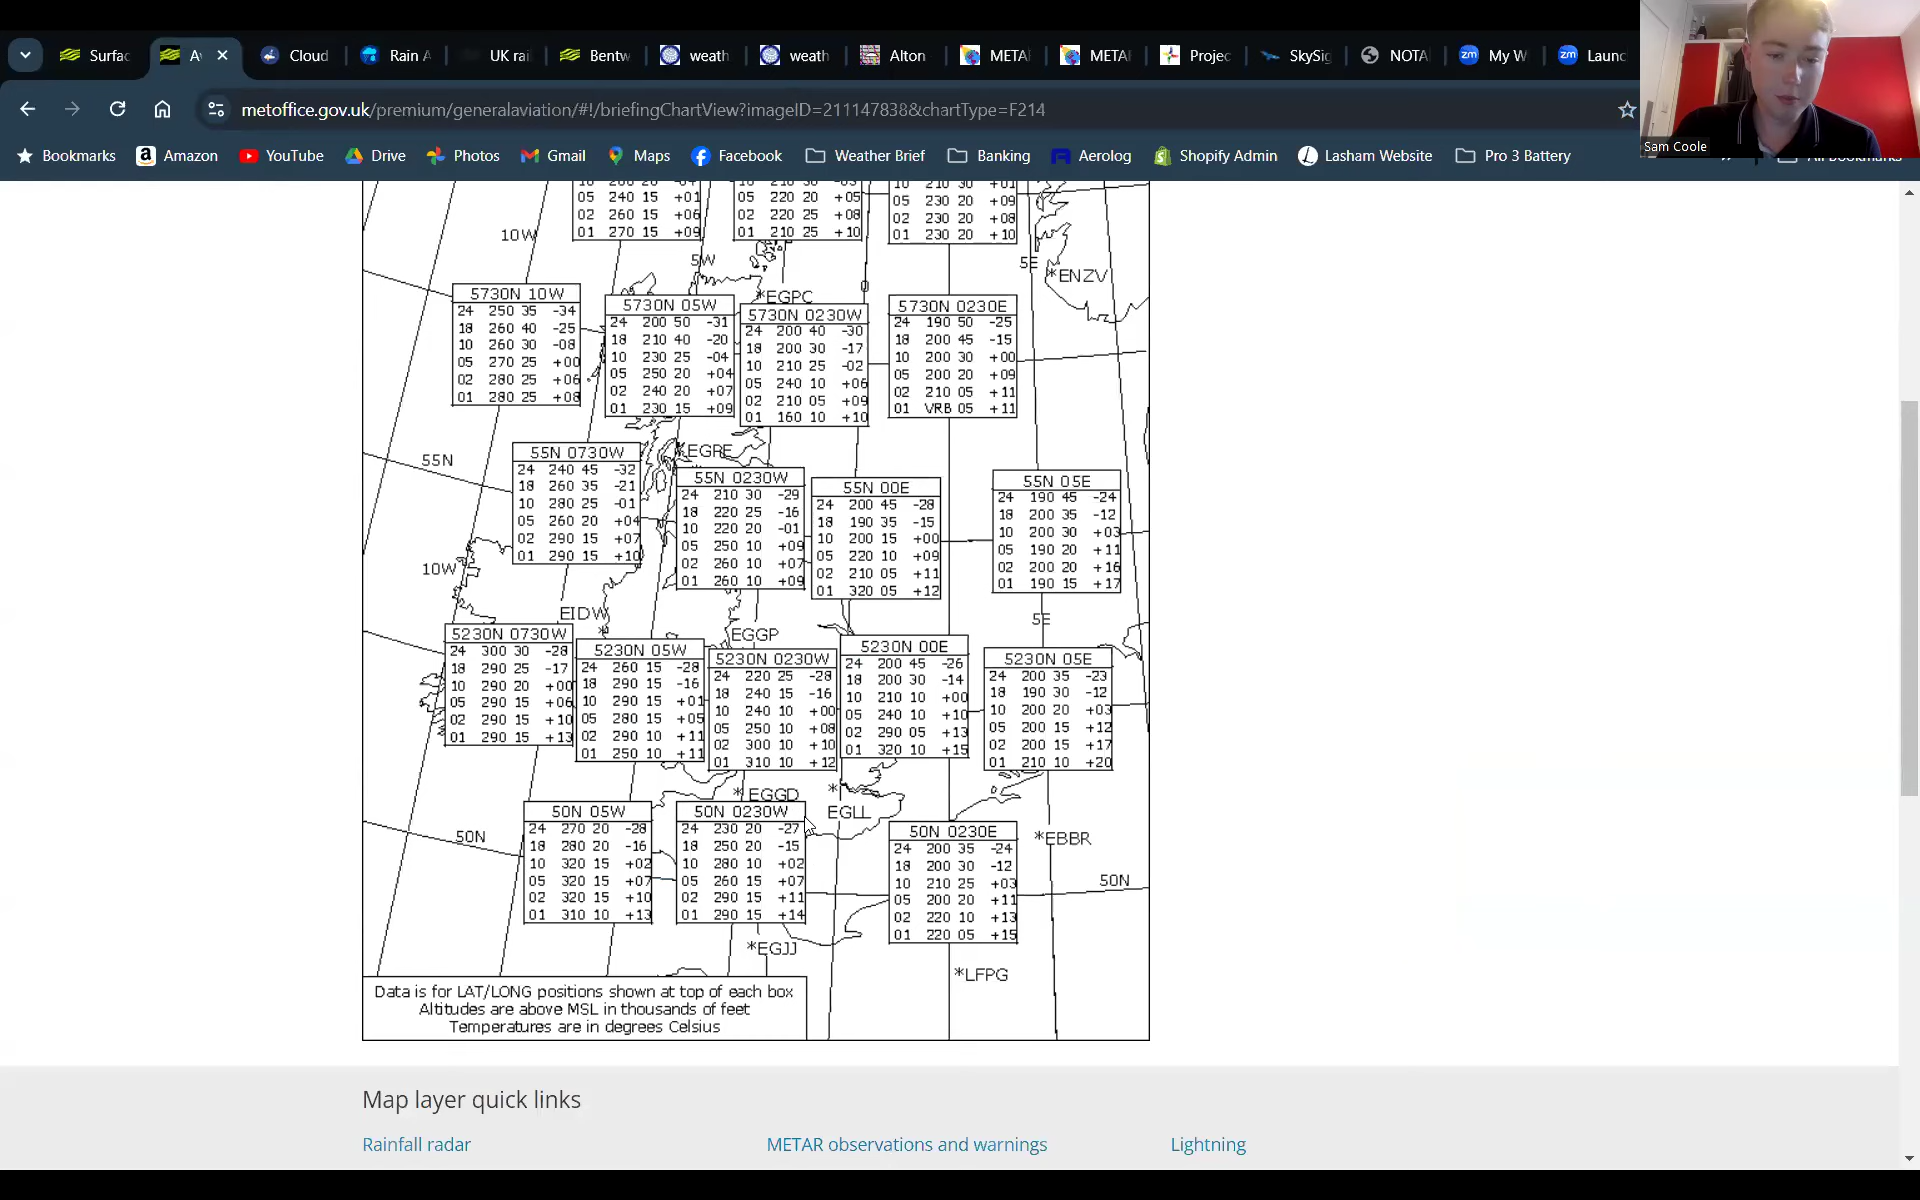 Surfac
A
Cloud
Rain A
UK rai
Bentw
weath
weath
Alton
META
META
Projec
SkySig
NOTA
My W
Launc
metoffice.gov.uk/premium/generalaviation/#!/briefingChartView?imageID=211147838&chartType=F214
Bookmarks
Amazon
YouTube
Drive
Photos
Gmail
Maps
Facebook
Weather Brief
Banking
Aerolog
Shopify Admin
Lasham Website
Pro 3 Battery
Sam Coole
05 240 15 +01
02 260 15 +06
01 270 15 +09
05 220 20 +05
02 220 25 +08
01 210 25 +10
10 210 30 +01
05 230 20 +09
02 230 20 +08
01 230 20 +10
10W
5W
5E
*ENZV
0
*EGPC
5730N 10W
24 250 35 -34
18 260 40 -25
10 260 30 -08
05 270 25 +00
02 280 25 +06
01 280 25 +08
5730N 05W
24 200 50 -31
18 210 40 -20
10 230 25 -04
05 250 20 +04
02 240 20 +07
01 230 15 +09
5730N 0230W
24 200 40 -30
18 200 30 -17
10 210 25 -02
05 240 10 +06
02 210 05 +09
01 160 10 +10
5730N 0230E
24 190 50 -25
18 200 45 -15
10 200 30 +00
05 200 20 +09
02 210 05 +11
01 VRB 05 +11
55N
*EGPF
55N 0730W
24 240 45 -32
18 260 35 -21
10 280 25 -01
05 260 20 +04
02 290 15 +07
01 290 15 +10
55N 0230W
24 210 30 -29
18 220 25 -16
10 220 20 -01
05 250 10 +09
02 260 10 +07
01 260 10 +09
55N 00E
24 200 45 -28
18 190 35 -15
10 200 15 +00
05 220 10 +09
02 210 05 +11
01 320 05 +12
55N 05E
24 190 45 -24
18 200 35 -12
10 200 30 +03
05 190 20 +11
02 200 20 +16
01 190 15 +17
10W
EIDW
*
EGGP
5E
5230N 0730W
24 300 30 -28
18 290 25 -17
10 290 20 +00
05 290 15 +06
02 290 15 +10
01 290 15 +13
5230N 05W
24 260 15 -28
18 290 15 -16
10 290 15 +01
05 280 15 +05
02 290 10 +11
01 250 10 +11
5230N 0230W
24 220 25 -28
18 240 15 -16
10 240 10 +00
05 250 10 +08
02 300 10 +10
01 310 10 +12
5230N 00E
24 200 45 -26
18 200 30 -14
10 210 10 +00
05 240 10 +10
02 290 05 +13
01 320 10 +15
5230N 05E
24 200 35 -23
18 190 30 -12
10 200 20 +03
05 200 15 +12
02 200 15 +17
01 210 10 +20
*EGGD
*
EGLL
50N
*EBBR
50N
50N 05W
24 270 20 -28
18 280 20 -16
10 320 15 +02
05 320 15 +07
02 320 15 +10
01 310 10 +13
50N 0230W
24 230 20 -27
18 250 20 -15
10 280 10 +02
05 260 15 +07
02 290 15 +11
01 290 15 +14
50N 0230E
24 200 35 -24
18 200 30 -12
10 210 25 +03
05 200 20 +11
02 220 10 +13
01 220 05 +15
*EGJJ
*LFPG
Data is for LAT/LONG positions shown at top of each box
Altitudes are above MSL in thousands of feet
Temperatures are in degrees Celsius
Map layer quick links
Rainfall radar
METAR observations and warnings
Lightning